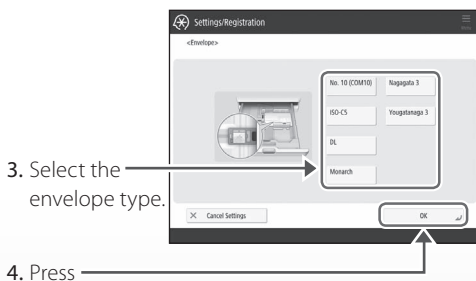 Settings/Registration
<Envelope>
No. 10 (COM10)
Nagagata 3
ISO-C5
Yougatanaga 3
DL
Monarch
3. Select the
envelope type.
Cancel Settings
OK
4. Press